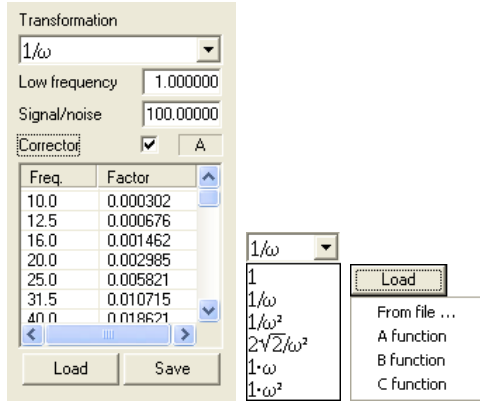 Transformation
1/ω
Low frequency 1.000000
Signal/noise 100.00000
Corrector A
Freq. Factor
10.0 0.000302
12.5 0.000676
16.0 0.001462
20.0 0.002985
25.0 0.005821
31.5 0.010715
40.0 0.018621
Load Save
1/ω
1
1/ω
1/ω²
2√2/ω²
1·ω
1·ω²
Load
From file ...
A function
B function
C function